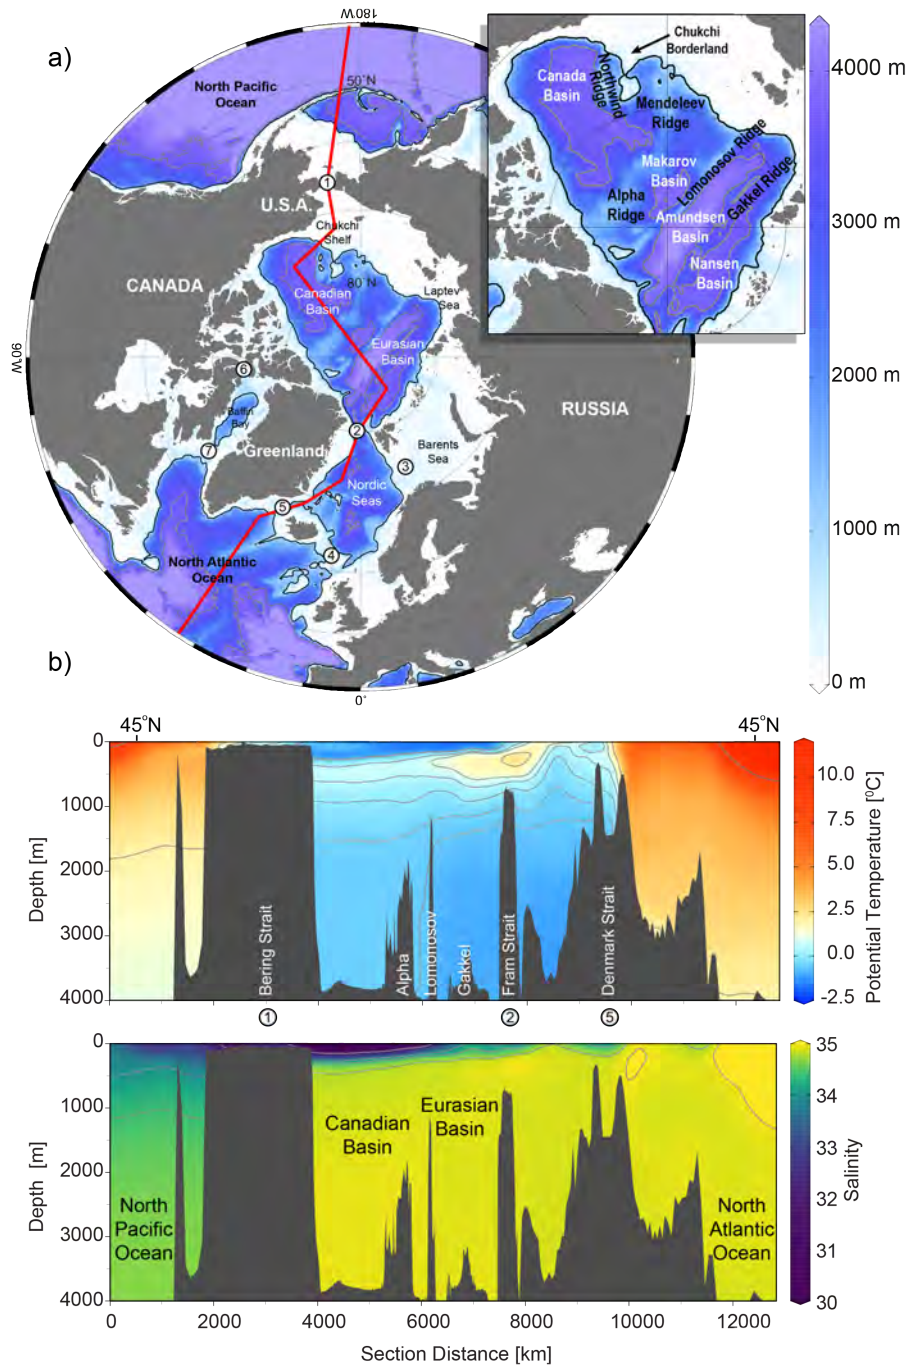 a)
180˚W
North Pacific
Ocean
50˚N
1
U.S.A.
Chukchi
Shelf
CANADA
80˚N
Canadian
Basin
Laptev
Sea
Eurasian
Basin
90˚W
6
RUSSIA
Baffin
Bay
2
7
Greenland
Barents
Sea
3
Nordic
Seas
5
4
North Atlantic
Ocean
0˚
Chukchi
Borderland
Canada
Basin
Northwind
Ridge
Mendeleev
Ridge
Lomonosov Ridge
Makarov
Basin
Gakkel Ridge
Alpha
Ridge
Amundsen
Basin
Nansen
Basin
4000 m
3000 m
2000 m
1000 m
0 m
b)
45°N
45°N
0
1000
2000
3000
4000
Depth [m]
Bering Strait
Alpha
Lomonosov
Gakkel
Fram Strait
Denmark Strait
10.0
7.5
5.0
2.5
0.0
-2.5
Potential Temperature [⁰C]
1
2
5
0
1000
2000
3000
4000
Depth [m]
Canadian
Basin
Eurasian
Basin
North
Pacific
Ocean
North
Atlantic
Ocean
35
34
33
32
31
30
Salinity
0
2000
4000
6000
8000
10000
12000
Section Distance [km]